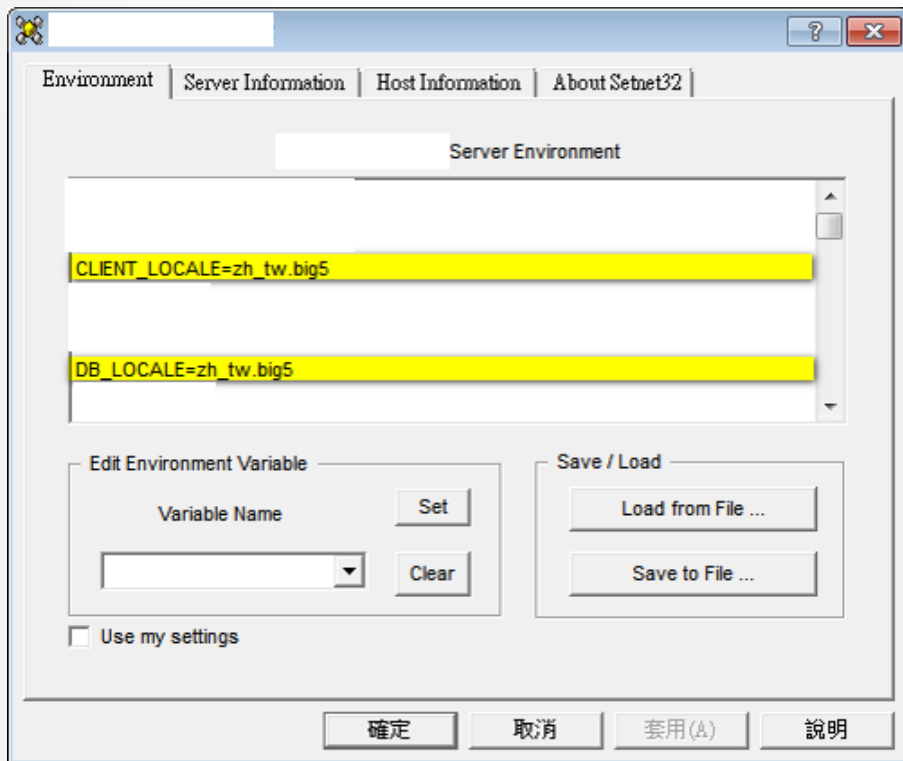 Environment
Server Information
Host Information
About Setnet32
Server Environment
CLIENT_LOCALE=zh_tw.big5
DB_LOCALE=zh_tw.big5
Edit Environment Variable
Variable Name
Set
Clear
Save / Load
Load from File ...
Save to File ...
Use my settings
確定
取消
套用(A)
說明